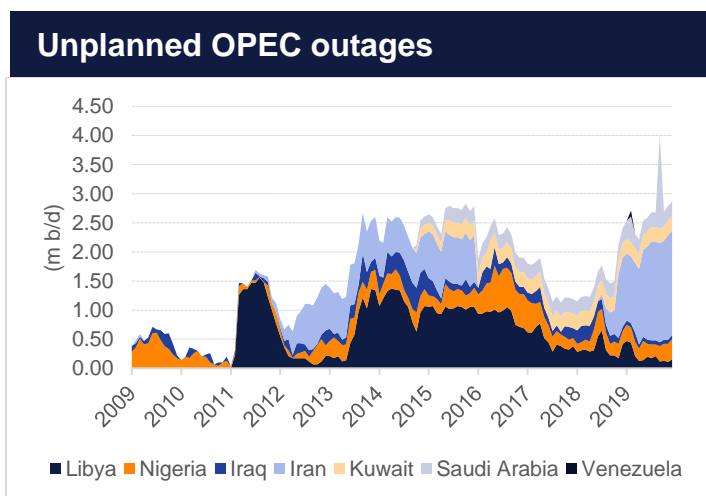 Unplanned OPEC outages
(m b/d)
4.50
4.00
3.50
3.00
2.50
2.00
1.50
1.00
0.50
0.00
2009 2010 2011 2012 2013 2014 2015 2016 2017 2018 2019
Libya Nigeria Iraq Iran Kuwait Saudi Arabia Venezuela